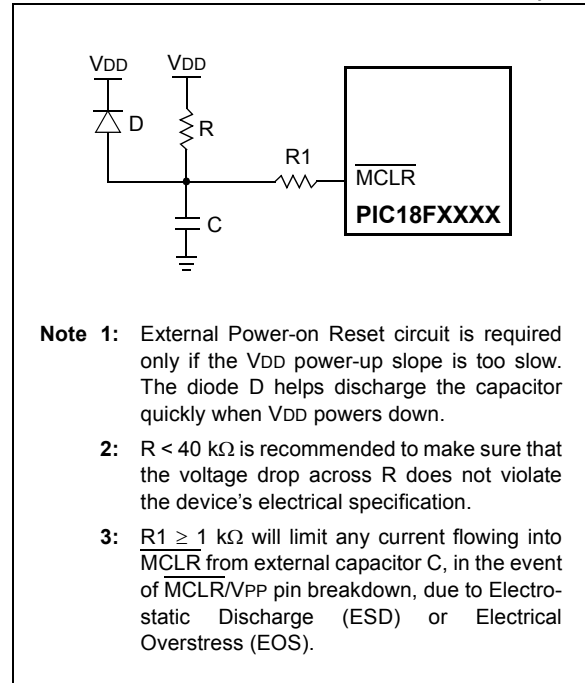 VDD VDD
D
R
R1
MCLR
PIC18FXXXX
C
Note 1: External Power-on Reset circuit is required
only if the VDD power-up slope is too slow.
The diode D helps discharge the capacitor
quickly when VDD powers down.
2: R < 40 kΩ is recommended to make sure that
the voltage drop across R does not violate
the device’s electrical specification.
3: R1 ≥ 1 kΩ will limit any current flowing into
MCLR from external capacitor C, in the event
of MCLR/VPP pin breakdown, due to Electro-
static Discharge (ESD) or Electrical
Overstress (EOS).